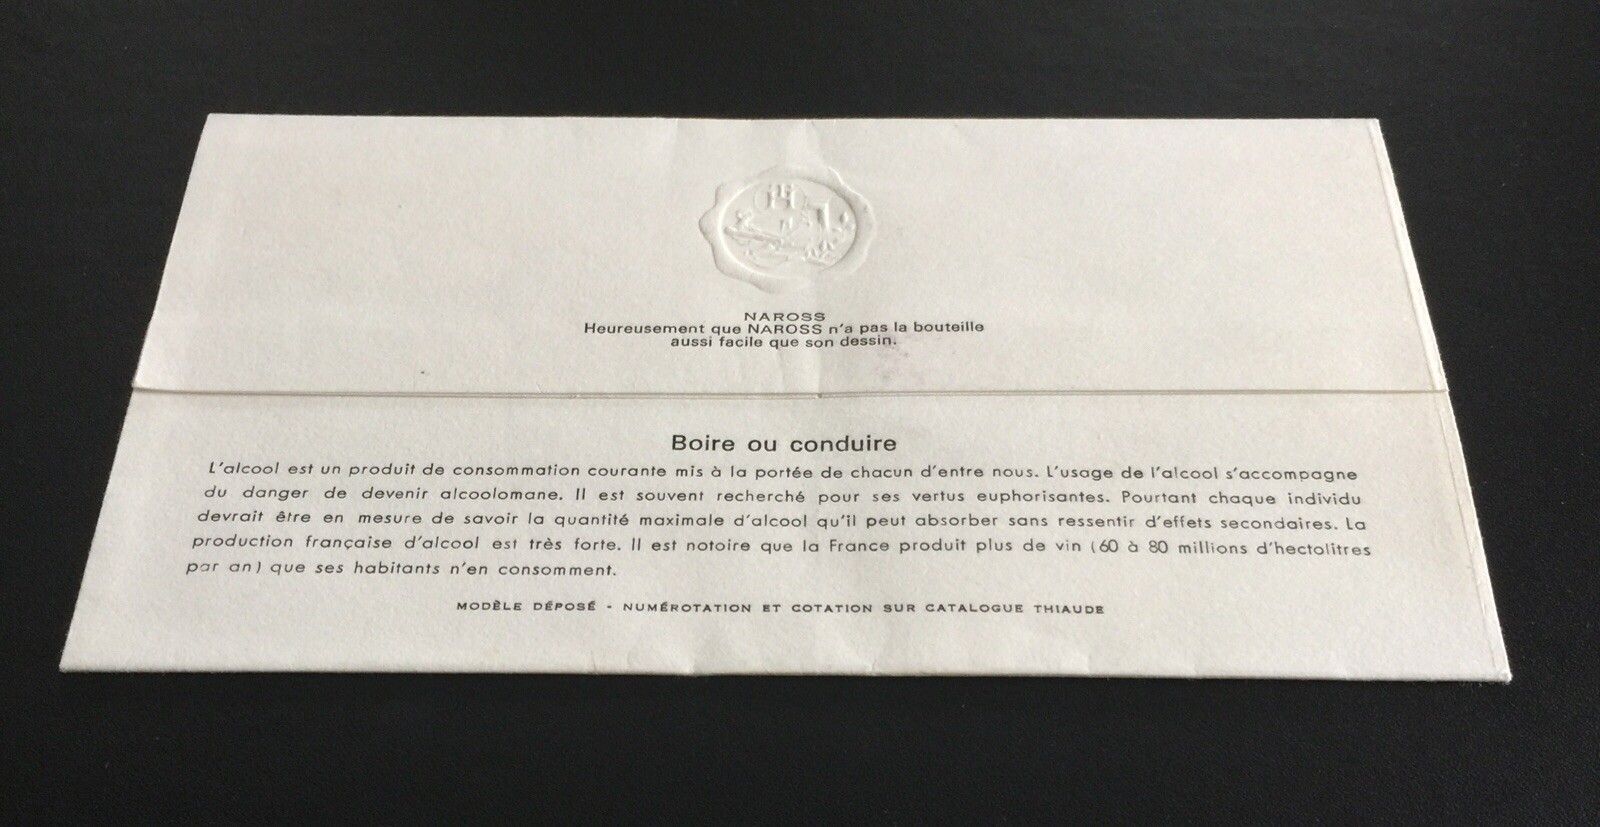 NAROSS
Heureusement que NAROSS n'a pas la bouteille
aussi facile que son dessin.
Boire ou conduire
L'alcool est un produit de consommation courante mis à la portée de chacun d'entre nous. L'usage de l'alcool s'accompagne
du danger de devenir alcoolomane. Il est souvent recherché pour ses vertus euphorisantes. Pourtant chaque individu
devrait être en mesure de savoir la quantité maximale d'alcool qu'il peut absorber sans ressentir d'effets secondaires. La
production française d'alcool est très forte. Il est notoire que la France produit plus de vin (60 à 80 millions d'hectolitres
par an) que ses habitants n'en consomment.
MODÈLE DÉPOSÉ - NUMÉROTATION ET COTATION SUR CATALOGUE THIAUDE